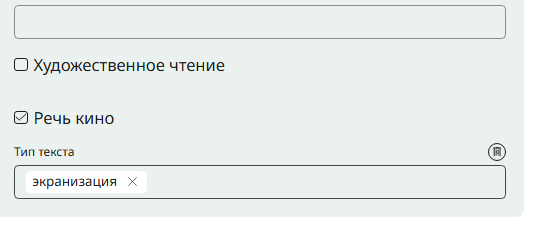 Художественное чтение
Речь кино
Тип текста
экранизация